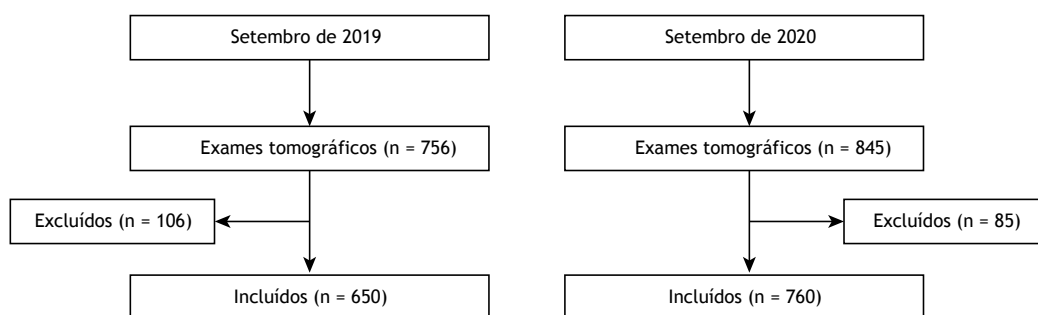 Setembro de 2019
Exames tomográficos (n = 756)
Excluídos (n = 106)
Incluídos (n = 650)
Setembro de 2020
Exames tomográficos (n = 845)
Excluídos (n = 85)
Incluídos (n = 760)